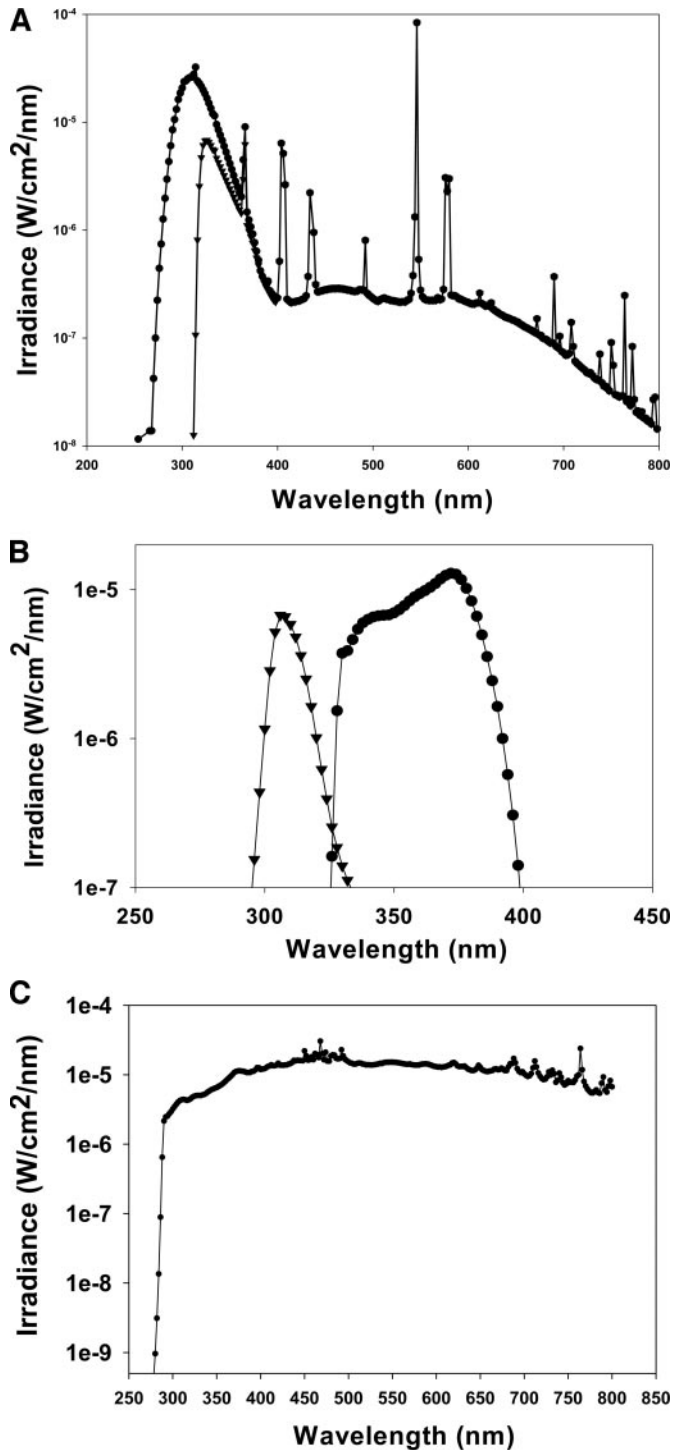 A
10-4
10-5
10-6
10-7
10-8
Irradiance (W/cm2/nm)
200 300 400 500 600 700 800
Wavelength (nm)
B
1e-5
1e-6
1e-7
Irradiance (W/cm2/nm)
250 300 350 400 450
Wavelength (nm)
C
1e-4
1e-5
1e-6
1e-7
1e-8
1e-9
Irradiance (W/cm2/nm)
250 300 350 400 450 500 550 600 650 700 750 800 850
Wavelength (nm)